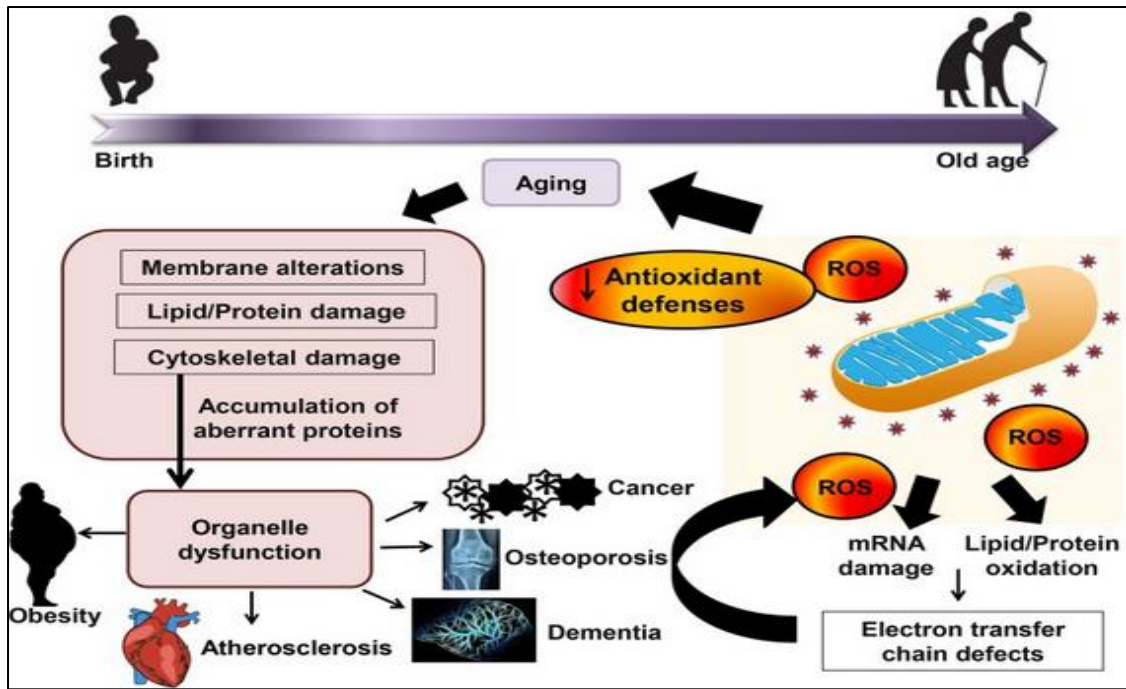 Birth
Old age
Aging
Membrane alterations
Lipid/Protein damage
Cytoskeletal damage
Accumulation of
aberrant proteins
↓ Antioxidant
defenses
ROS
ROS
ROS
mRNA
damage
Lipid/Protein
oxidation
Electron transfer
chain defects
Organelle
dysfunction
Cancer
Osteoporosis
Dementia
Atherosclerosis
Obesity